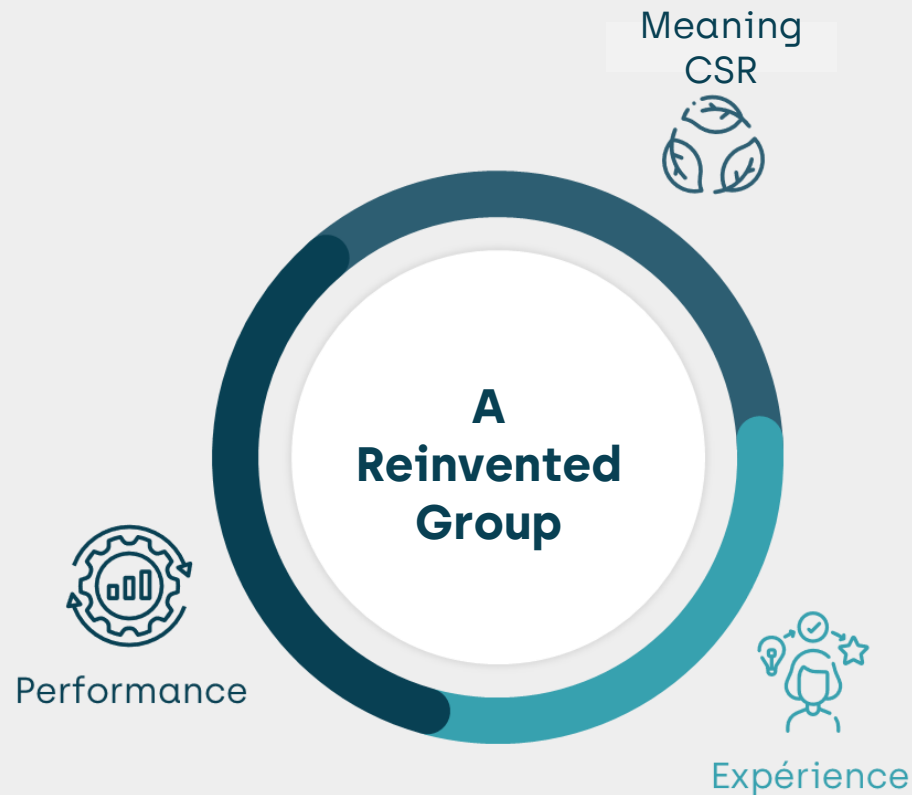 Meaning
CSR
A
Reinvented
Group
Performance
Expérience